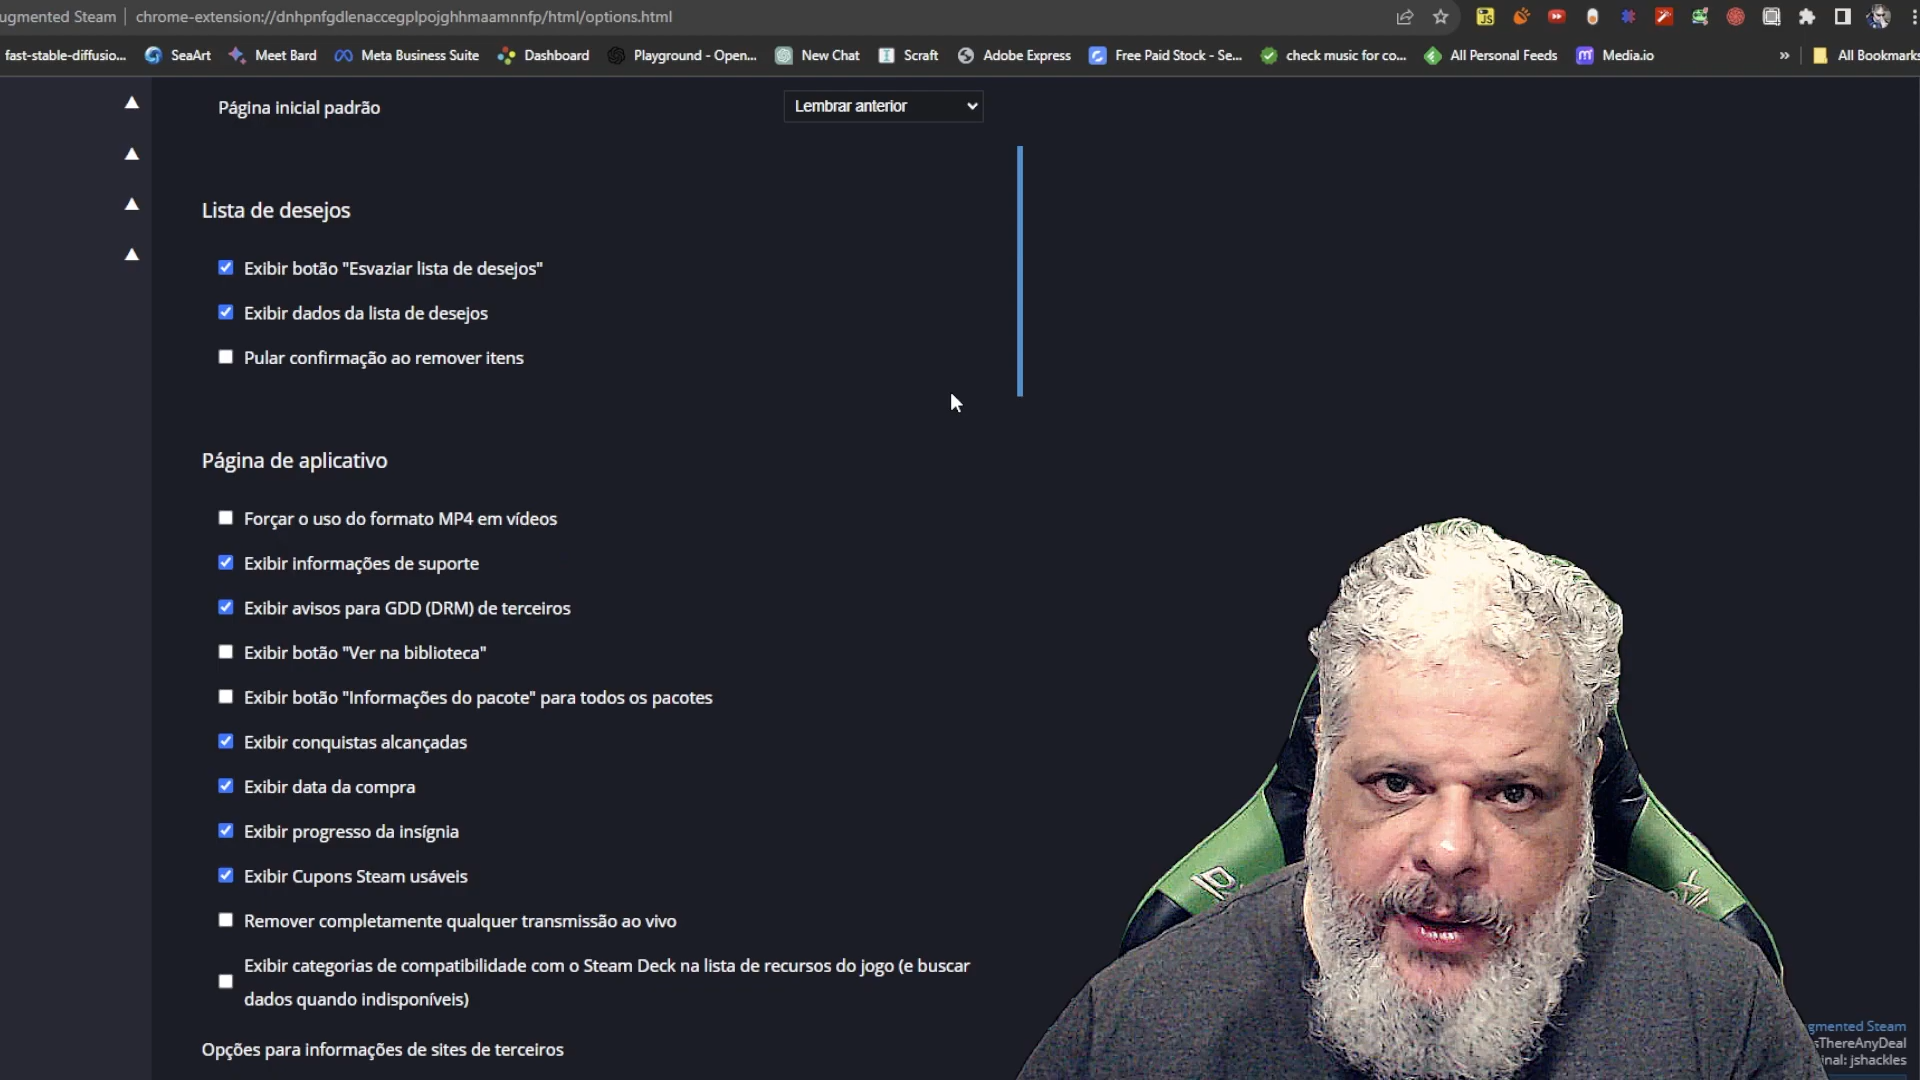 ugmented Steam
chrome-extension://dnhpnfgdlenaccegplpojghhmaamnnfp/html/options.html
fast-stable-diffusio...
SeaArt
Meet Bard
Meta Business Suite
Dashboard
Playground - Open...
New Chat
Scraft
Adobe Express
Free Paid Stock - Se...
check music for co...
All Personal Feeds
Media.io
»
All Bookmarks
Página inicial padrão
Lembrar anterior
Lista de desejos
Exibir botão "Esvaziar lista de desejos"
Exibir dados da lista de desejos
Pular confirmação ao remover itens
Página de aplicativo
Forçar o uso do formato MP4 em vídeos
Exibir informações de suporte
Exibir avisos para GDD (DRM) de terceiros
Exibir botão "Ver na biblioteca"
Exibir botão "Informações do pacote" para todos os pacotes
Exibir conquistas alcançadas
Exibir data da compra
Exibir progresso da insígnia
Exibir Cupons Steam usáveis
Remover completamente qualquer transmissão ao vivo
Exibir categorias de compatibilidade com o Steam Deck na lista de recursos do jogo (e buscar
dados quando indisponíveis)
Opções para informações de sites de terceiros
gmented Steam
sThereAnyDeal
inal: jshackles